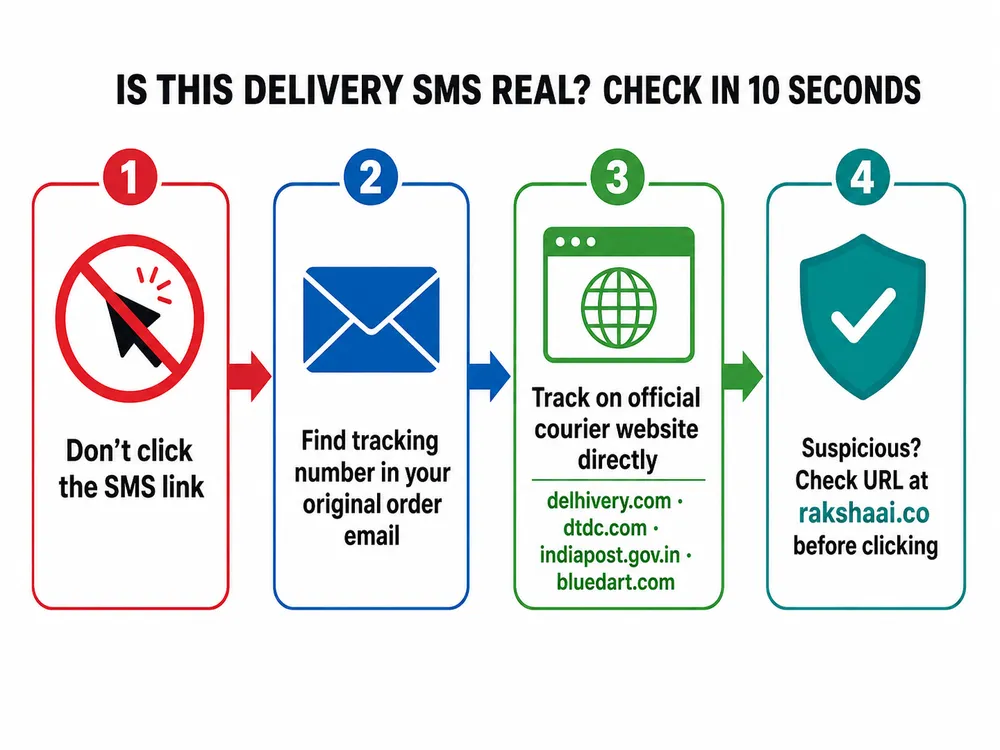 IS THIS DELIVERY SMS REAL? CHECK IN 10 SECONDS
1
Don't click
the SMS link
2
Find tracking
number in your
original order
email
3
Track on official
courier website
directly
delhivery.com ·
dtdc.com ·
indiapost.gov.in ·
bluedart.com
4
Suspicious?
Check URL at
rakshaai.co
before clicking